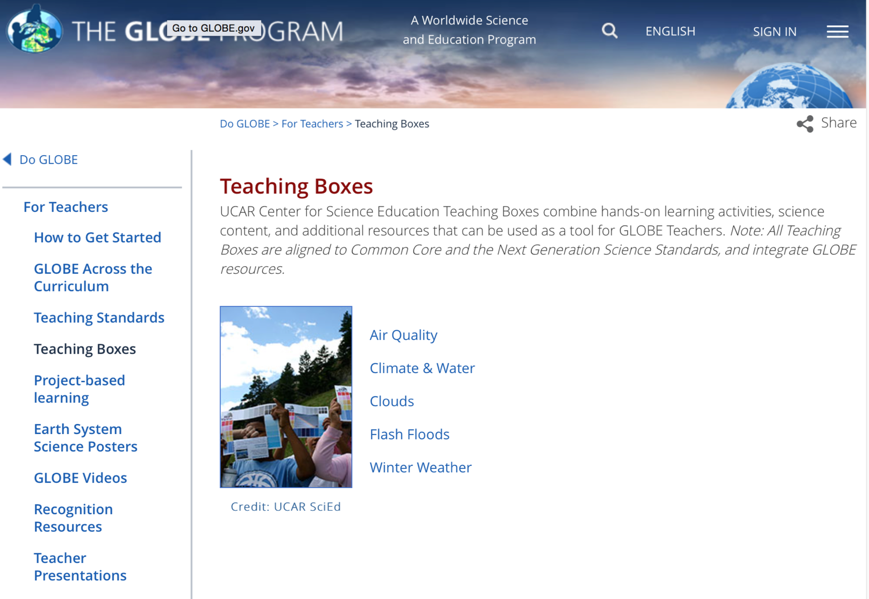 THE GLOBE PROGRAM
Go to GLOBE.gov
A Worldwide Science
and Education Program
ENGLISH
SIGN IN
Do GLOBE > For Teachers > Teaching Boxes
Share
Do GLOBE
For Teachers
How to Get Started
GLOBE Across the
Curriculum
Teaching Standards
Teaching Boxes
Project-based
learning
Earth System
Science Posters
GLOBE Videos
Recognition
Resources
Teacher
Presentations
Teaching Boxes
UCAR Center for Science Education Teaching Boxes combine hands-on learning activities, science
content, and additional resources that can be used as a tool for GLOBE Teachers. Note: All Teaching
Boxes are aligned to Common Core and the Next Generation Science Standards, and integrate GLOBE
resources.
Air Quality
Climate & Water
Clouds
Flash Floods
Winter Weather
Credit: UCAR SciEd